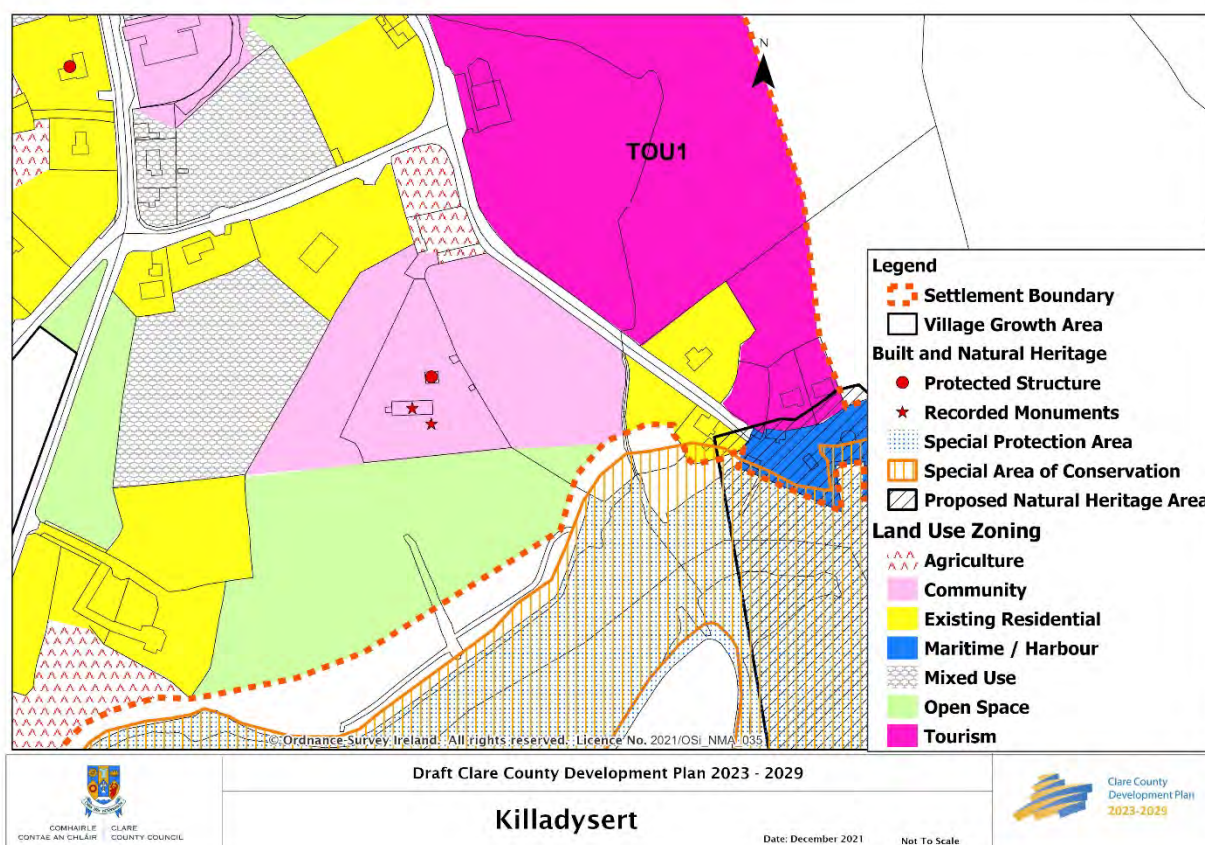 N
TOU1
Legend
Settlement Boundary
Village Growth Area
Built and Natural Heritage
Protected Structure
Recorded Monuments
Special Protection Area
Special Area of Conservation
Proposed Natural Heritage Area
Land Use Zoning
Agriculture
Community
Existing Residential
Maritime / Harbour
Mixed Use
Open Space
Tourism
© Ordnance Survey Ireland. All rights reserved. Licence No. 2021/OSi_NMA_035
COMHAIRLE CONTAE AN CHLÁIR
CLARE COUNTY COUNCIL
Draft Clare County Development Plan 2023 - 2029
Killadysert
Date: December 2021 Not To Scale
Clare County
Development Plan
2023-2029